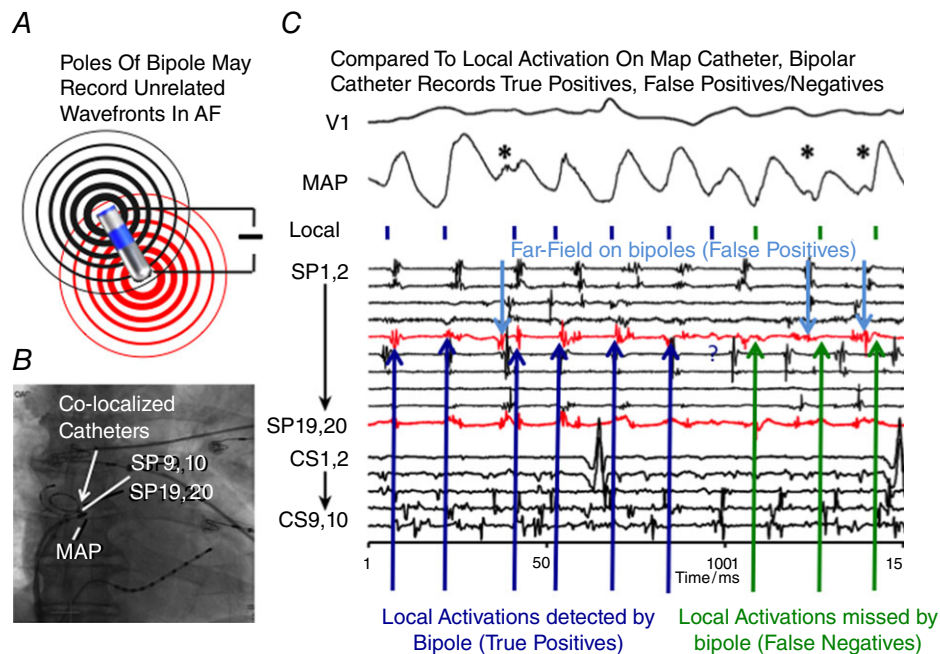 A
Poles Of Bipole May
Record Unrelated
Wavefronts In AF
B
Co-localized
Catheters
SP 9,10
SP19,20
MAP
C
Compared To Local Activation On Map Catheter, Bipolar
Catheter Records True Positives, False Positives/Negatives
V1
* * *
MAP
Local
Far-Field on bipoles (False Positives)
SP1,2
?
SP19,20
CS1,2
CS9,10
1 50 1001 15
Time/ms
Local Activations detected by
Bipole (True Positives)
Local Activations missed by
bipole (False Negatives)